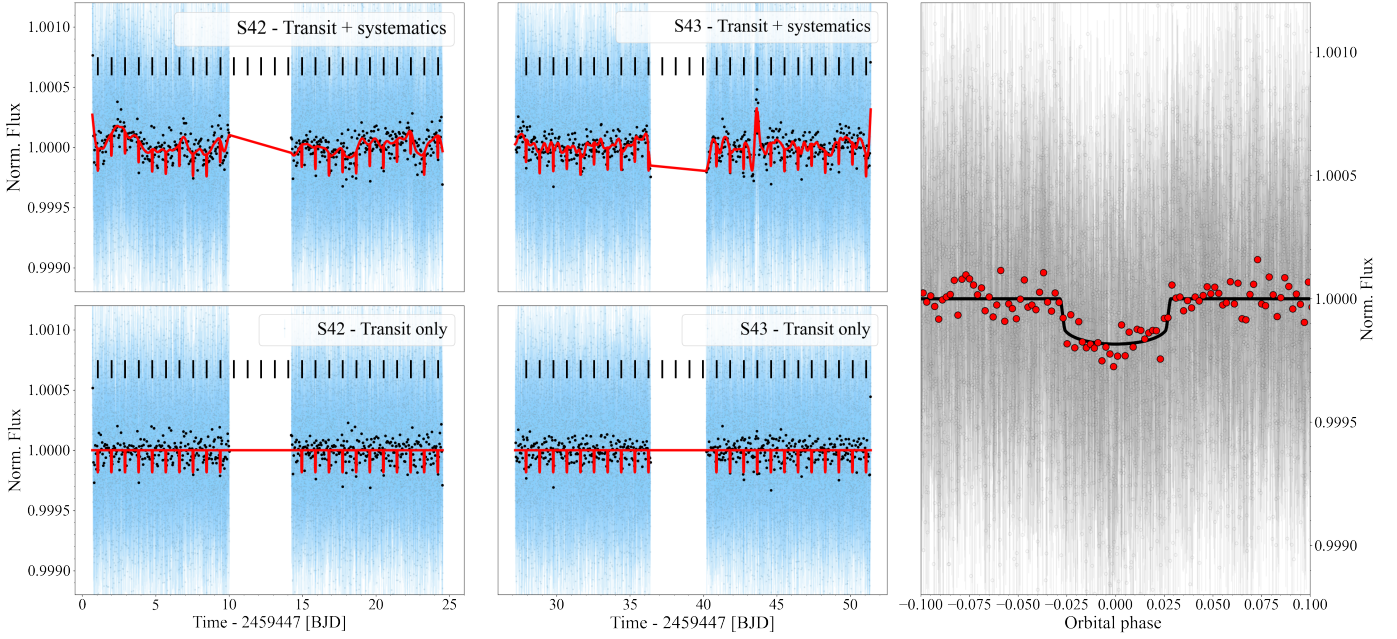 S42 - Transit + systematics
1.0010
1.0005
1.0000
0.9995
0.9990
Norm. Flux
S43 - Transit + systematics
S42 - Transit only
1.0010
1.0005
1.0000
0.9995
0.9990
Norm. Flux
0 5 10 15 20 25
Time - 2459447 [BJD]
S43 - Transit only
30 35 40 45 50
Time - 2459447 [BJD]
1.0010
1.0005
1.0000
0.9995
0.9990
Norm. Flux
−0.100 −0.075 −0.050 −0.025 0.000 0.025 0.050 0.075 0.100
Orbital phase